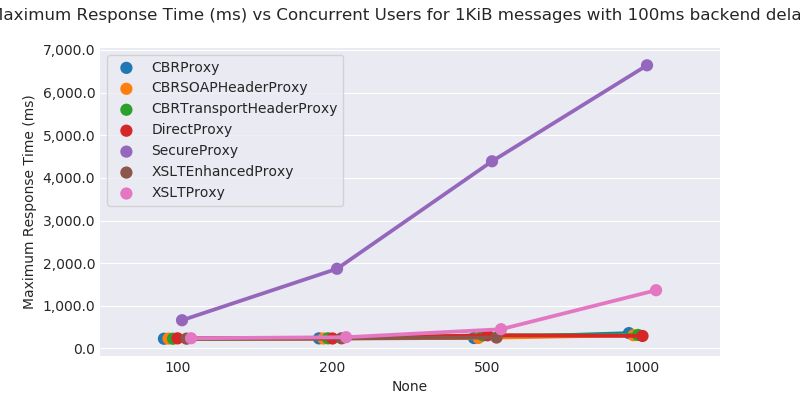 Maximum Response Time (ms) vs Concurrent Users for 1KiB messages with 100ms backend dela
7,000.0
6,000.0
5,000.0
4,000.0
3,000.0
2,000.0
1,000.0
0.0
Maximum Response Time (ms)
CBRProxy
CBRSOAPHeaderProxy
CBRTransportHeaderProxy
DirectProxy
SecureProxy
XSLTEnhancedProxy
XSLTProxy
100
200
500
1000
None